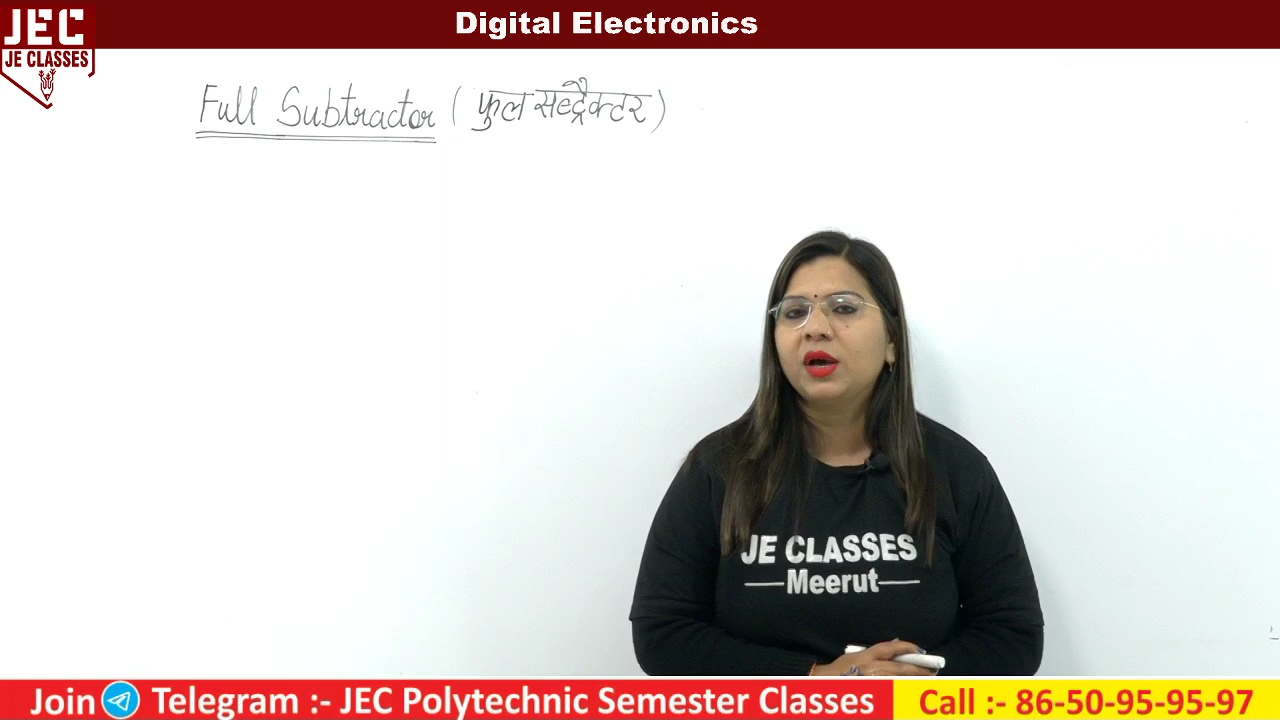 Digital Electronics
JEC
JE CLASSES
Full Subtractor (फुल सब्ट्रैक्टर)
JE CLASSES
Meerut
Join Telegram :- JEC Polytechnic Semester Classes
Call :- 86-50-95-95-97